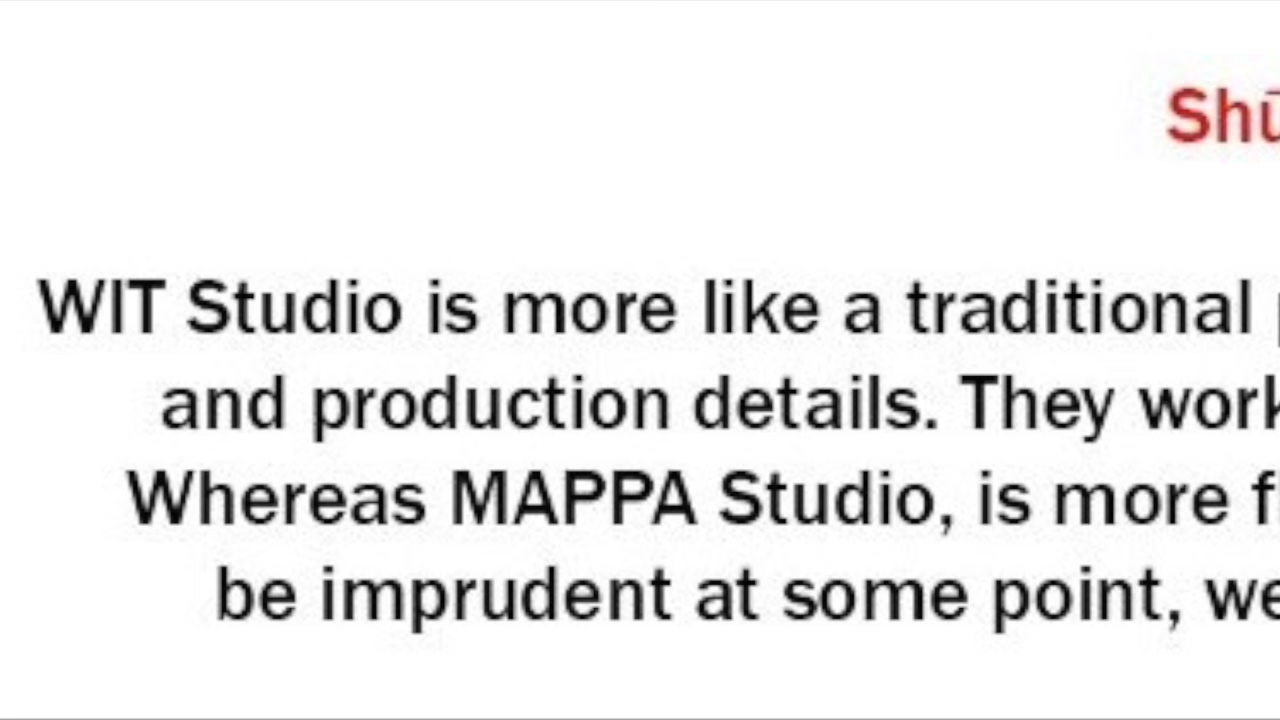 Shū
WIT Studio is more like a traditional
and production details. They work
Whereas MAPPA Studio, is more
be imprudent at some point, we